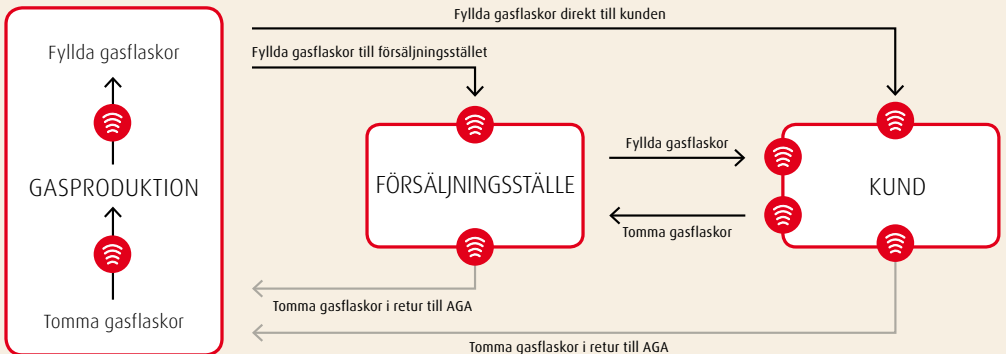 Fyllda gasflaskor direkt till kunden
Fyllda gasflaskor
Fyllda gasflaskor till försäljningsstället
GASPRODUKTION
FÖRSÄLJNINGSSTÄLLE
Fyllda gasflaskor
KUND
Tomma gasflaskor
Tomma gasflaskor
Tomma gasflaskor i retur till AGA
Tomma gasflaskor i retur till AGA